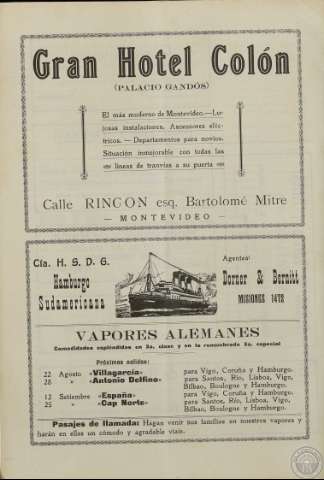 Gran Hotel Colón
(PALACIO GANDÓS)
El más moderno de Montevideo.—Lu-
josas instalaciones. Ascensores eléc-
tricos. — Departamentos para novios.
Situación inmejorable con todas las
líneas de tranvías a su puerta
Calle RINCON esq. Bartolomé Mitre
— MONTEVIDEO —
Cía. H. S. D. G.
Hamburgo
Sudamericana
Agentes:
Dorner & Bernitt
MISIONES 1472
VAPORES ALEMANES
Comodidades espléndidas en 2a. clase y en la renombrada 3a. especial
Próximas salidas:
22 Agosto «Villagarcía» para Vigo, Coruña y Hamburgo.
28 » «Antonio Delfino» para Santos, Río, Lisboa, Vigo,
Bilbao, Boulogne y Hamburgo.
12 Setiembre «España» para Vigo, Coruña y Hamburgo.
25 » «Cap Norte» para Santos, Río, Lisboa, Vigo,
Bilbao, Boulogne y Hamburgo.
Pasajes de llamada: Hagan venir sus familias en nuestros vapores y
harán en ellos un cómodo y agradable viaje.